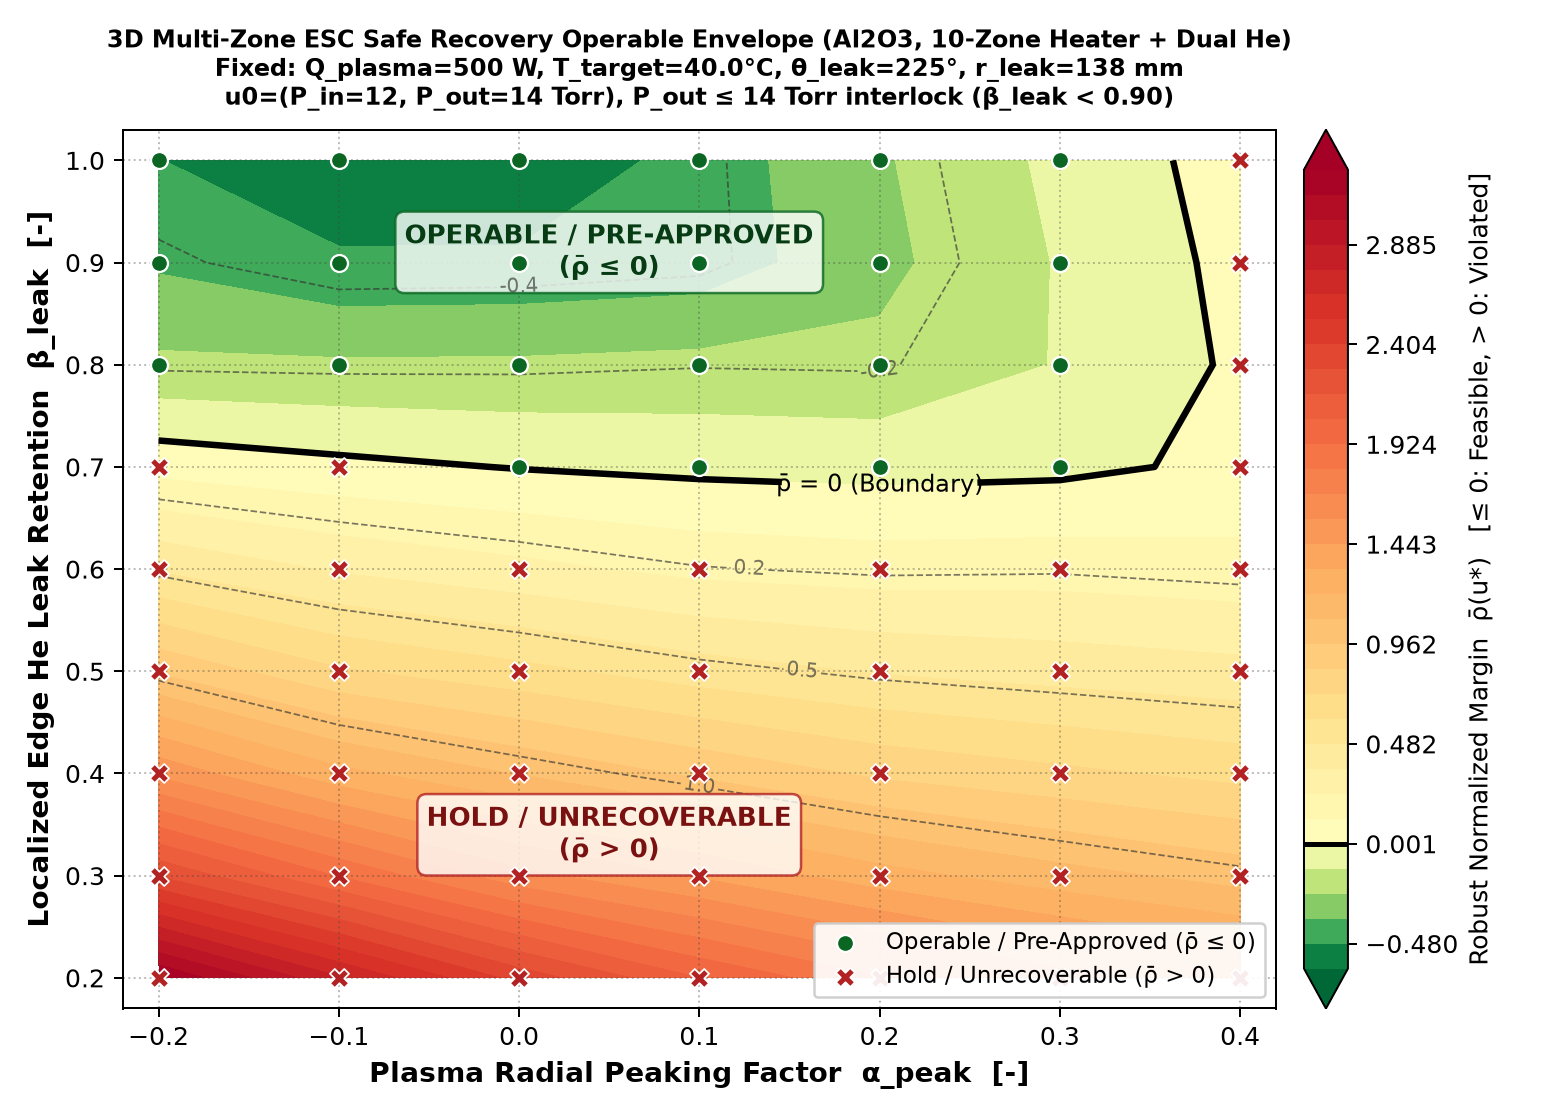 3D Multi-Zone ESC Safe Recovery Operable Envelope (Al2O3, 10-Zone Heater + Dual He)
Fixed: Q_plasma=500 W, T_target=40.0°C, θ_leak=225°, r_leak=138 mm
u0=(P_in=12, P_out=14 Torr), P_out ≤ 14 Torr interlock (β_leak < 0.90)
Localized Edge He Leak Retention β_leak [-]
1.0
0.9
0.8
0.7
0.6
0.5
0.4
0.3
0.2
OPERABLE / PRE-APPROVED
(ρ̄ ≤ 0)
-0.4
-0.2
ρ̄ = 0 (Boundary)
0.2
0.5
1.0
HOLD / UNRECOVERABLE
(ρ̄ > 0)
Operable / Pre-Approved (ρ̄ ≤ 0)
Hold / Unrecoverable (ρ̄ > 0)
−0.2
−0.1
0.0
0.1
0.2
0.3
0.4
Plasma Radial Peaking Factor α_peak [-]
2.885
2.404
1.924
1.443
0.962
0.482
0.001
−0.480
Robust Normalized Margin ρ̄(u*) [≤ 0: Feasible, > 0: Violated]